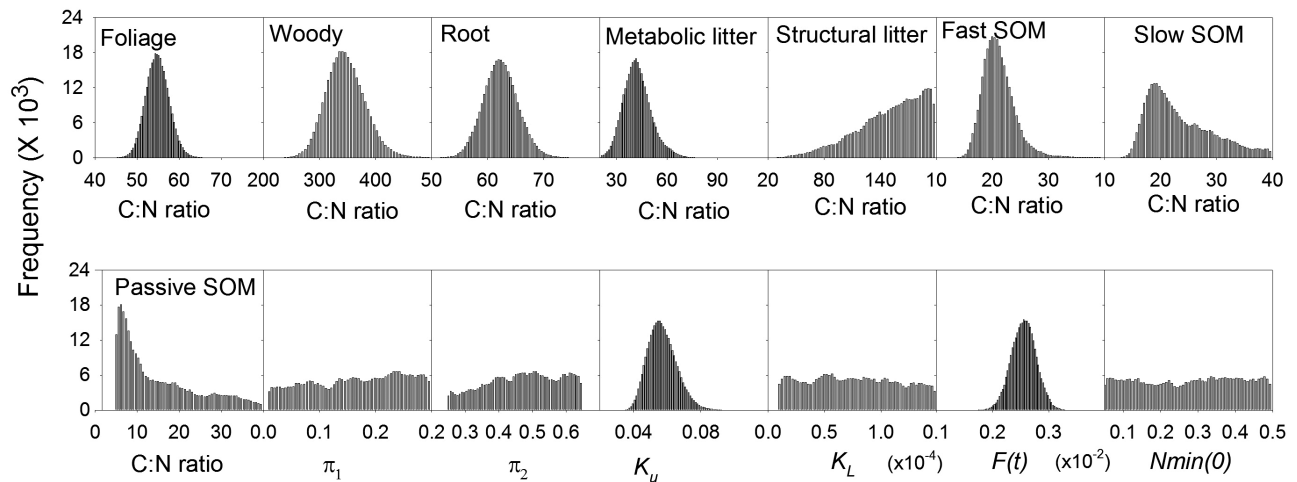 Frequency (X 10³)
24
18
12
6
0
Foliage Woody Root Metabolic litter Structural litter Fast SOM Slow SOM
40 50 60 200 300 400 500 60 70 30 60 90 20 80 140 10 20 30 10 20 30 40
C:N ratio C:N ratio C:N ratio C:N ratio C:N ratio C:N ratio C:N ratio
24
18
12
6
0
Passive SOM
0 10 20 30 0.0 0.1 0.2 0.2 0.3 0.4 0.5 0.6 0.04 0.08 0.0 0.5 1.0 0.1 0.2 0.3 0.1 0.2 0.3 0.4 0.5
C:N ratio π₁ π₂ Kᵤ K_L (x10⁻⁴) F(t) (x10⁻²) Nmin(0)